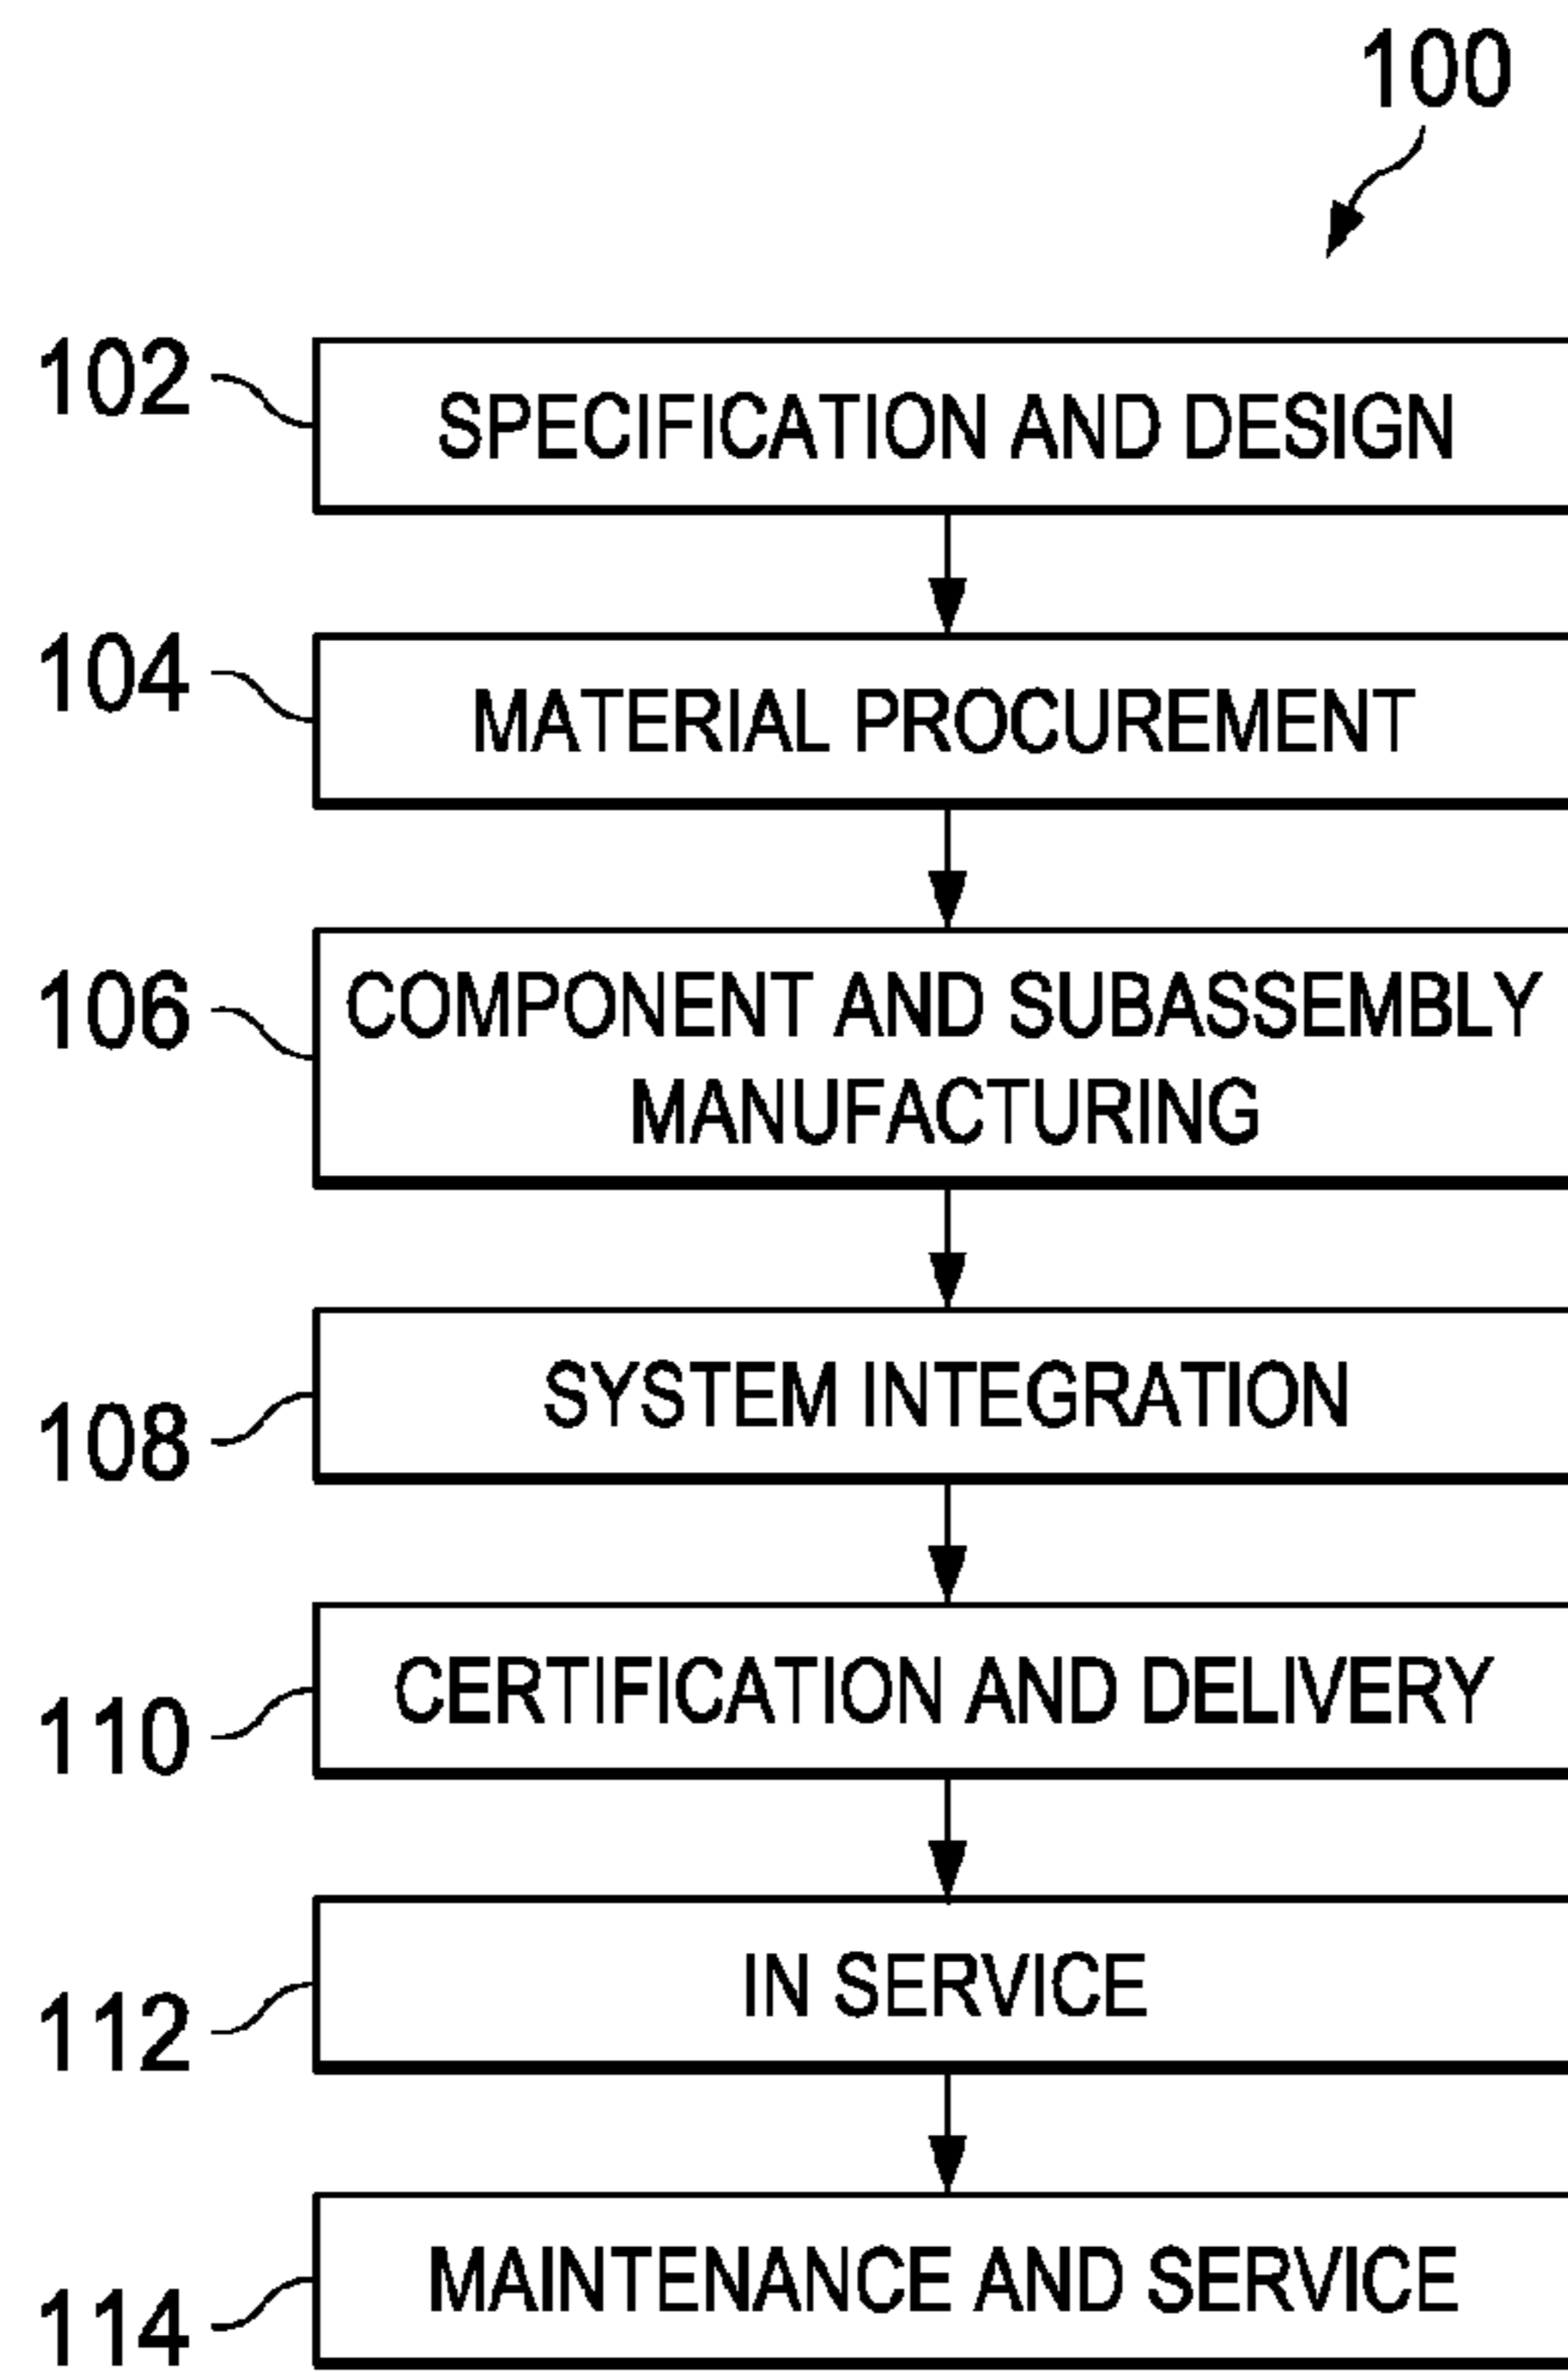 100
102
SPECIFICATION AND DESIGN
104
MATERIAL PROCUREMENT
106
COMPONENT AND SUBASSEMBLY
MANUFACTURING
108
SYSTEM INTEGRATION
110
CERTIFICATION AND DELIVERY
112
IN SERVICE
114
MAINTENANCE AND SERVICE